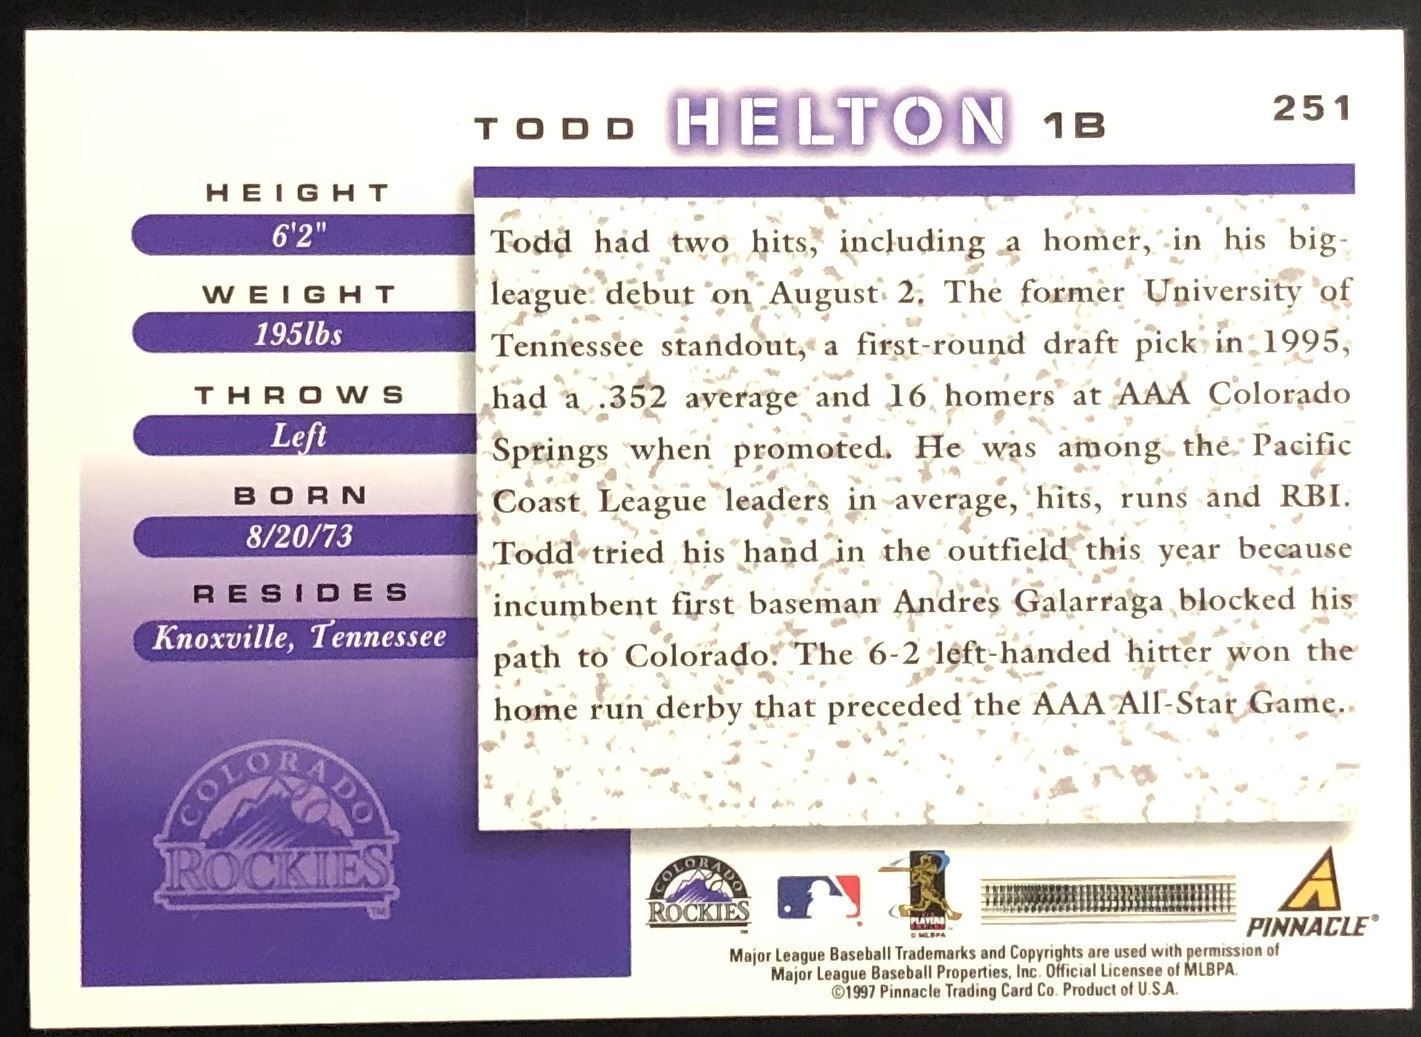 TODD HELTON 1B
251
HEIGHT
6'2"
WEIGHT
195lbs
THROWS
Left
BORN
8/20/73
RESIDES
Knoxville, Tennessee
Todd had two hits, including a homer, in his big-
league debut on August 2. The former University of
Tennessee standout, a first-round draft pick in 1995,
had a .352 average and 16 homers at AAA Colorado
Springs when promoted. He was among the Pacific
Coast League leaders in average, hits, runs and RBI.
Todd tried his hand in the outfield this year because
incumbent first baseman Andres Galarraga blocked his
path to Colorado. The 6-2 left-handed hitter won the
home run derby that preceded the AAA All-Star Game.
COLORADO
ROCKIES
TM
COLORADO
ROCKIES
PLAYERS
© MLBPA
PINNACLE®
Major League Baseball Trademarks and Copyrights are used with permission of
Major League Baseball Properties, Inc. Official Licensee of MLBPA.
©1997 Pinnacle Trading Card Co. Product of U.S.A.